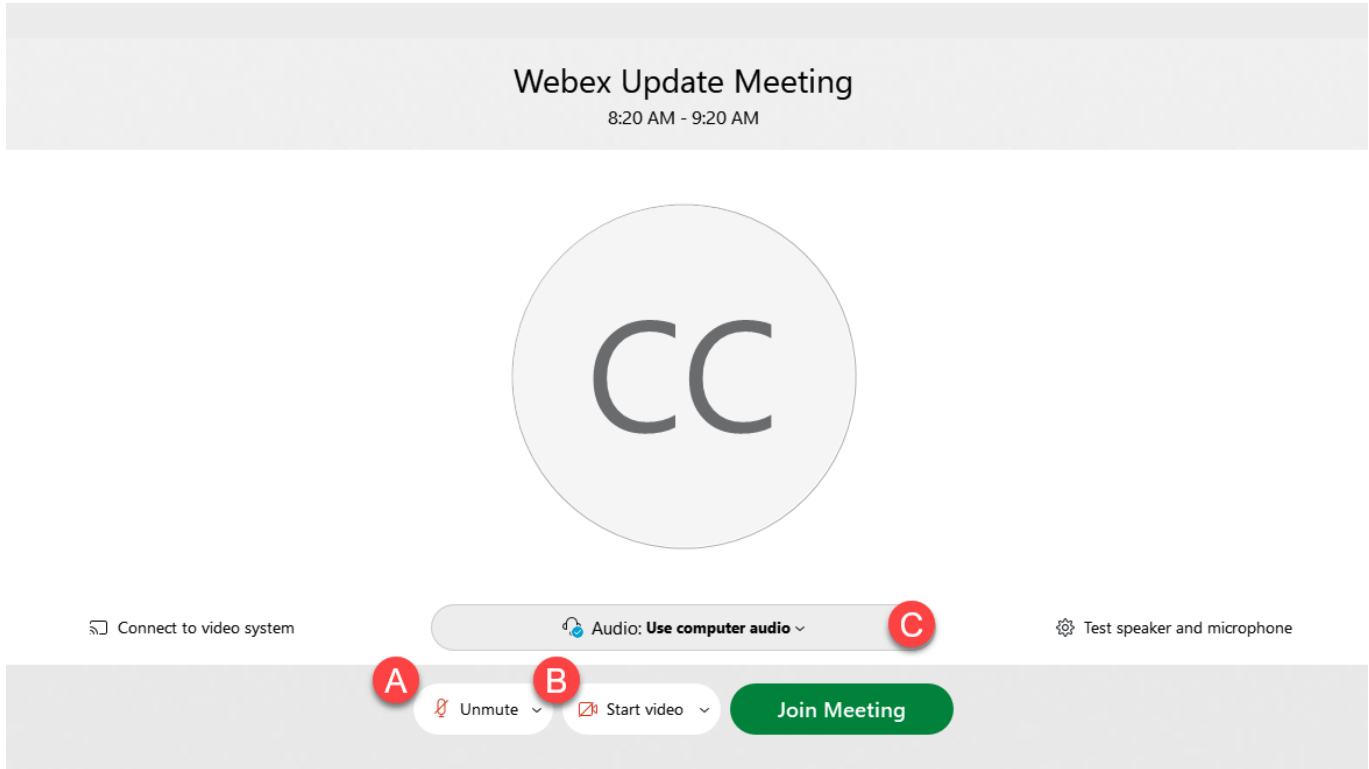 Webex Update Meeting
8:20 AM - 9:20 AM
CC
Connect to video system
Audio: Use computer audio
C
Test speaker and microphone
A
Unmute
B
Start video
Join Meeting